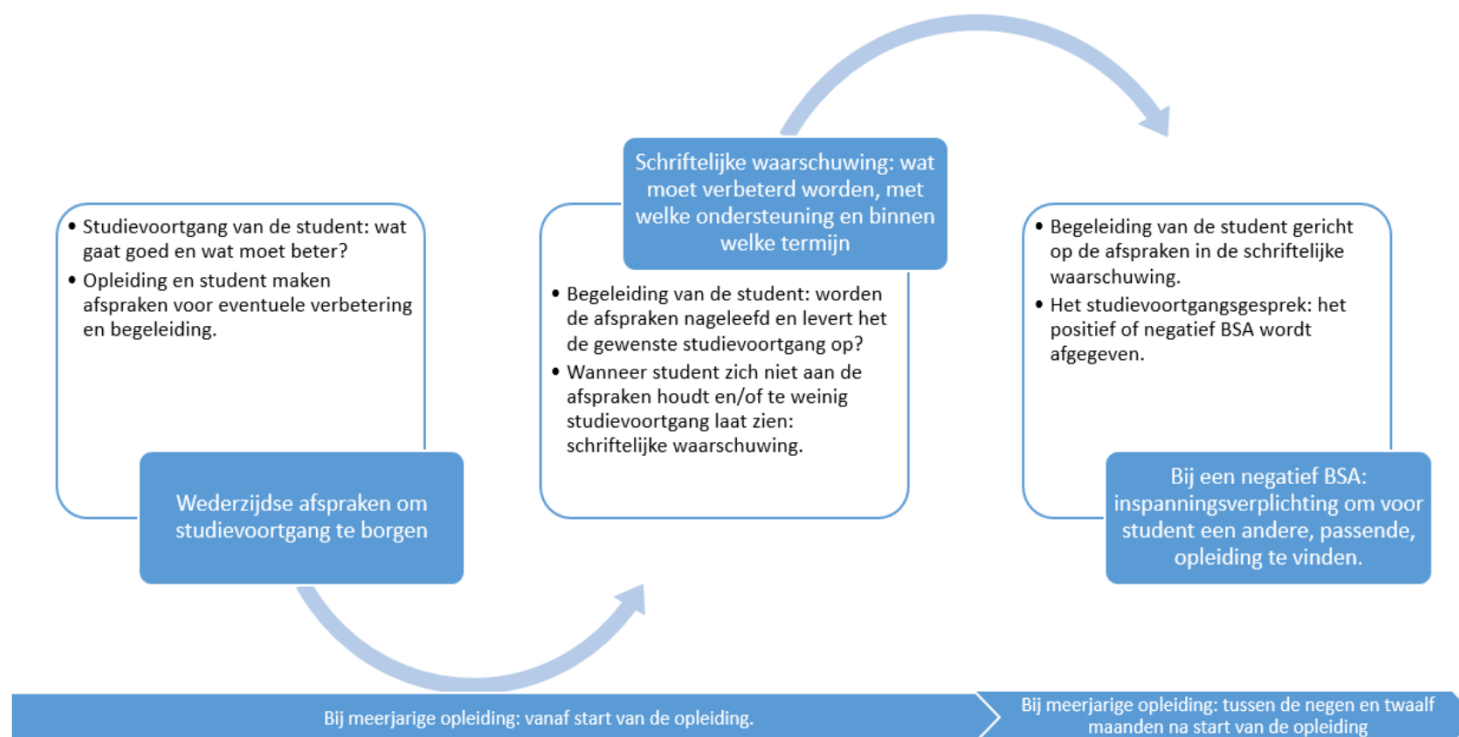 • Studievoortgang van de student: wat
gaat goed en wat moet beter?
• Opleiding en student maken
afspraken voor eventuele verbetering
en begeleiding.
Wederzijdse afspraken om
studievoortgang te borgen
Schriftelijke waarschuwing: wat
moet verbeterd worden, met
welke ondersteuning en binnen
welke termijn
• Begeleiding van de student: worden
de afspraken nageleefd en levert het
de gewenste studievoortgang op?
• Wanneer student zich niet aan de
afspraken houdt en/of te weinig
studievoortgang laat zien:
schriftelijke waarschuwing.
• Begeleiding van de student gericht
op de afspraken in de schriftelijke
waarschuwing.
• Het studievoortgangsgesprek: het
positief of negatief BSA wordt
afgegeven.
Bij een negatief BSA:
inspanningsverplichting om voor
student een andere, passende,
opleiding te vinden.
Bij meerjarige opleiding: vanaf start van de opleiding.
Bij meerjarige opleiding: tussen de negen en twaalf
maanden na start van de opleiding